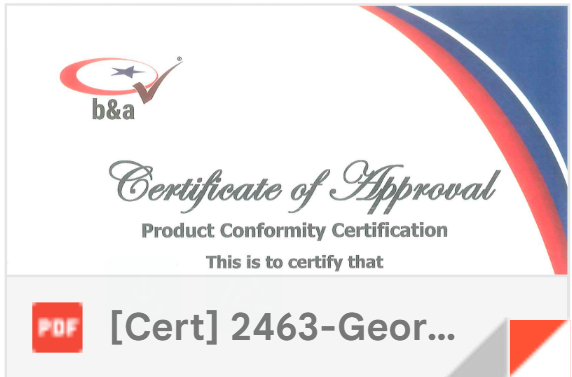 b&a
Certificate of Approval
Product Conformity Certification
This is to certify that
PDF
[Cert] 2463-Geor...